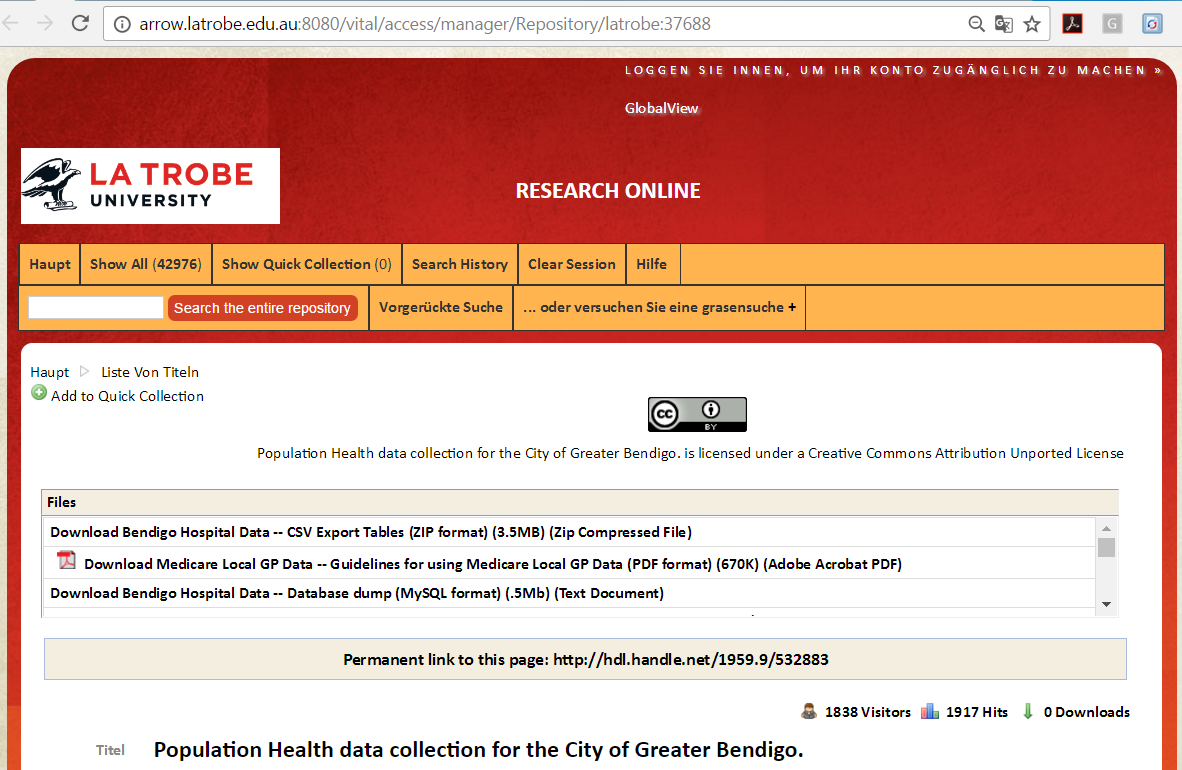 arrow.latrobe.edu.au:8080/vital/access/manager/Repository/latrobe:37688
LOGGEN SIE INNEN, UM IHR KONTO ZUGÄNGLICH ZU MACHEN »
GlobalView
LA TROBE
UNIVERSITY
RESEARCH ONLINE
Haupt Show All (42976) Show Quick Collection (0) Search History Clear Session Hilfe
Search the entire repository Vorgerückte Suche ... oder versuchen Sie eine grasensuche +
Haupt Liste Von Titeln
Add to Quick Collection
cc BY
Population Health data collection for the City of Greater Bendigo. is licensed under a Creative Commons Attribution Unported License
Files
Download Bendigo Hospital Data -- CSV Export Tables (ZIP format) (3.5MB) (Zip Compressed File)
Download Medicare Local GP Data -- Guidelines for using Medicare Local GP Data (PDF format) (670K) (Adobe Acrobat PDF)
Download Bendigo Hospital Data -- Database dump (MySQL format) (.5Mb) (Text Document)
Permanent link to this page: http://hdl.handle.net/1959.9/532883
1838 Visitors 1917 Hits 0 Downloads
Titel Population Health data collection for the City of Greater Bendigo.